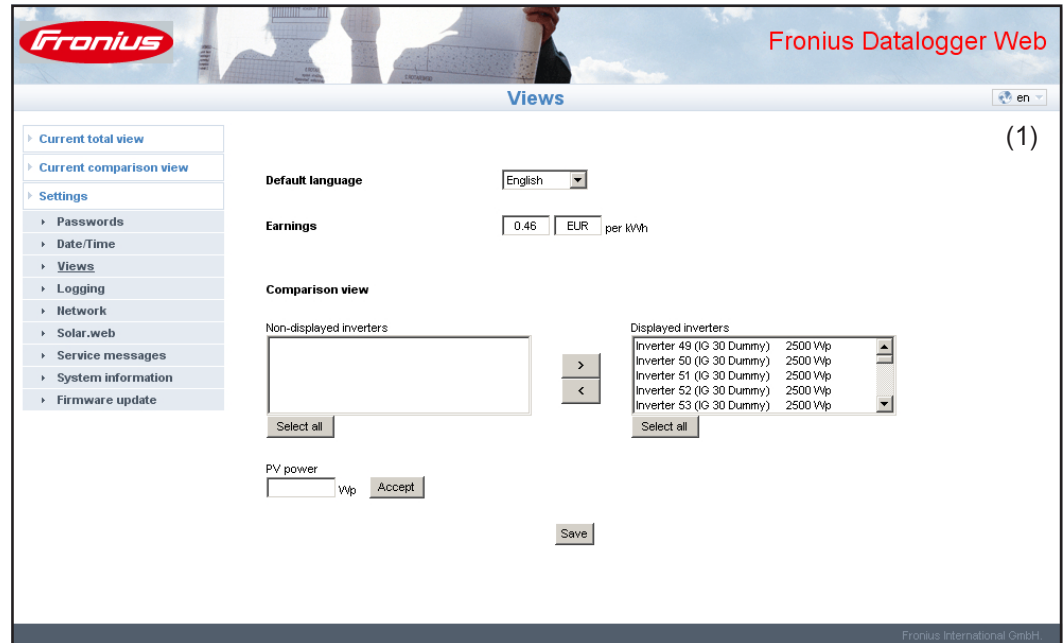 Fronius
Fronius Datalogger Web
Views
en
(1)
Current total view
Current comparison view
Settings
Passwords
Date/Time
Views
Logging
Network
Solar.web
Service messages
System information
Firmware update
Default language
English
Earnings
0.46 EUR per kWh
Comparison view
Non-displayed inverters
Displayed inverters
Inverter 49 (IG 30 Dummy) 2500 Wp
Inverter 50 (IG 30 Dummy) 2500 Wp
Inverter 51 (IG 30 Dummy) 2500 Wp
Inverter 52 (IG 30 Dummy) 2500 Wp
Inverter 53 (IG 30 Dummy) 2500 Wp
>
<
Select all
Select all
PV power
Wp Accept
Save
Fronius International GmbH.